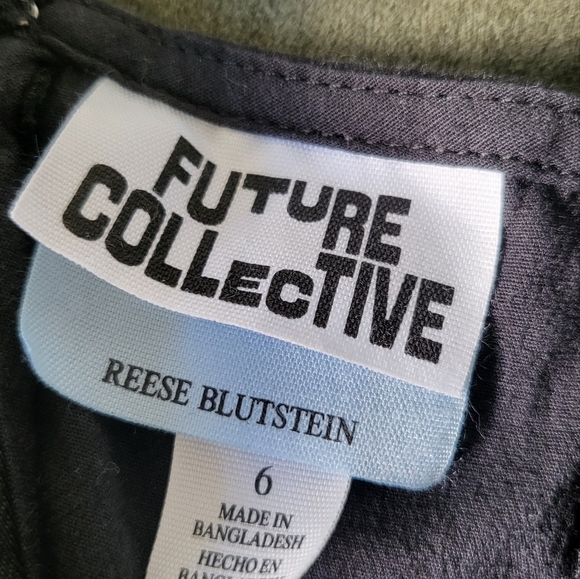 FUTURE
COLLECTIVE
REESE BLUTSTEIN
6
MADE IN
BANGLADESH
HECHO EN